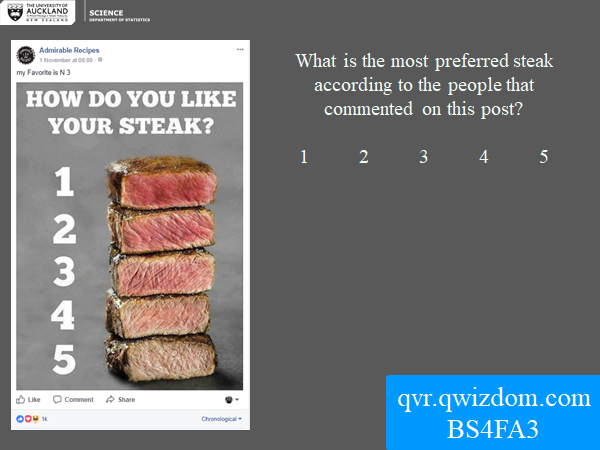 THE UNIVERSITY OF
AUCKLAND
NEW ZEALAND
SCIENCE
DEPARTMENT OF STATISTICS
Admirable Recipes
1 November at 00:00 ·
my Favorite is N 3
HOW DO YOU LIKE
YOUR STEAK?
1
2
3
4
5
Like Comment Share
1k Chronological
What is the most preferred steak
according to the people that
commented on this post?
1 2 3 4 5
qvr.qwizdom.com
BS4FA3